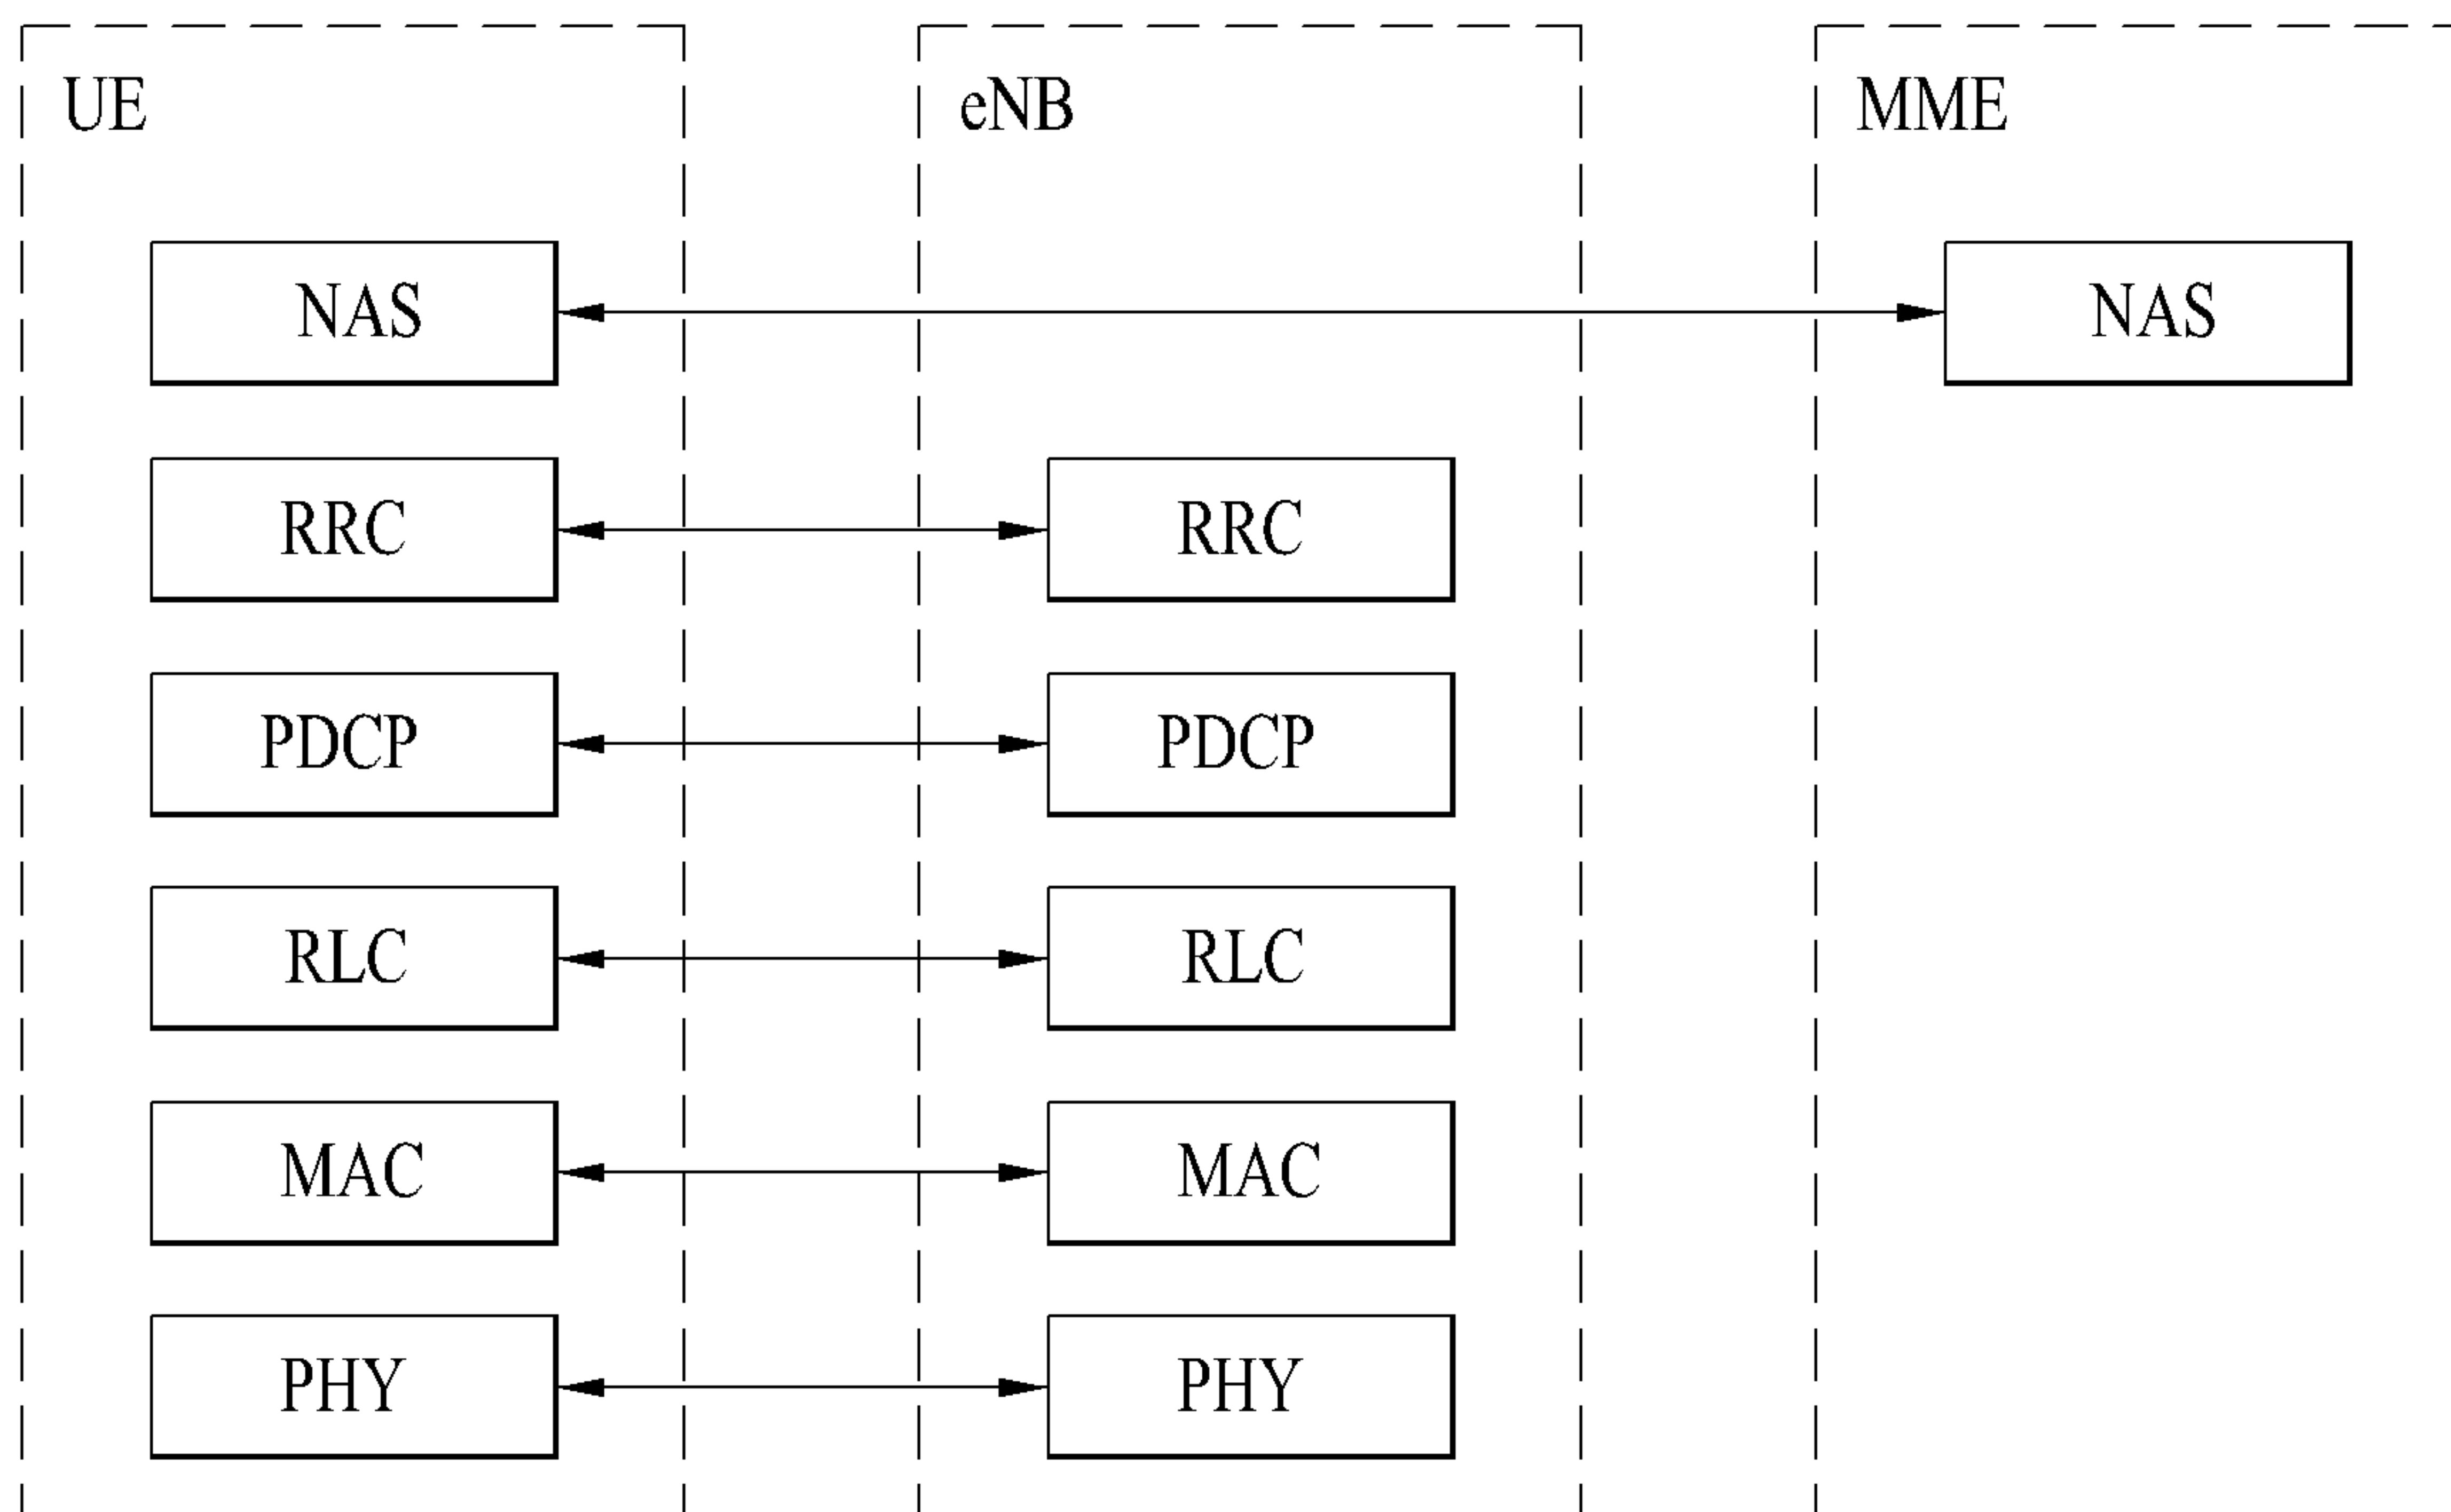 UE eNB MME
NAS NAS
RRC RRC
PDCP PDCP
RLC RLC
MAC MAC
PHY PHY